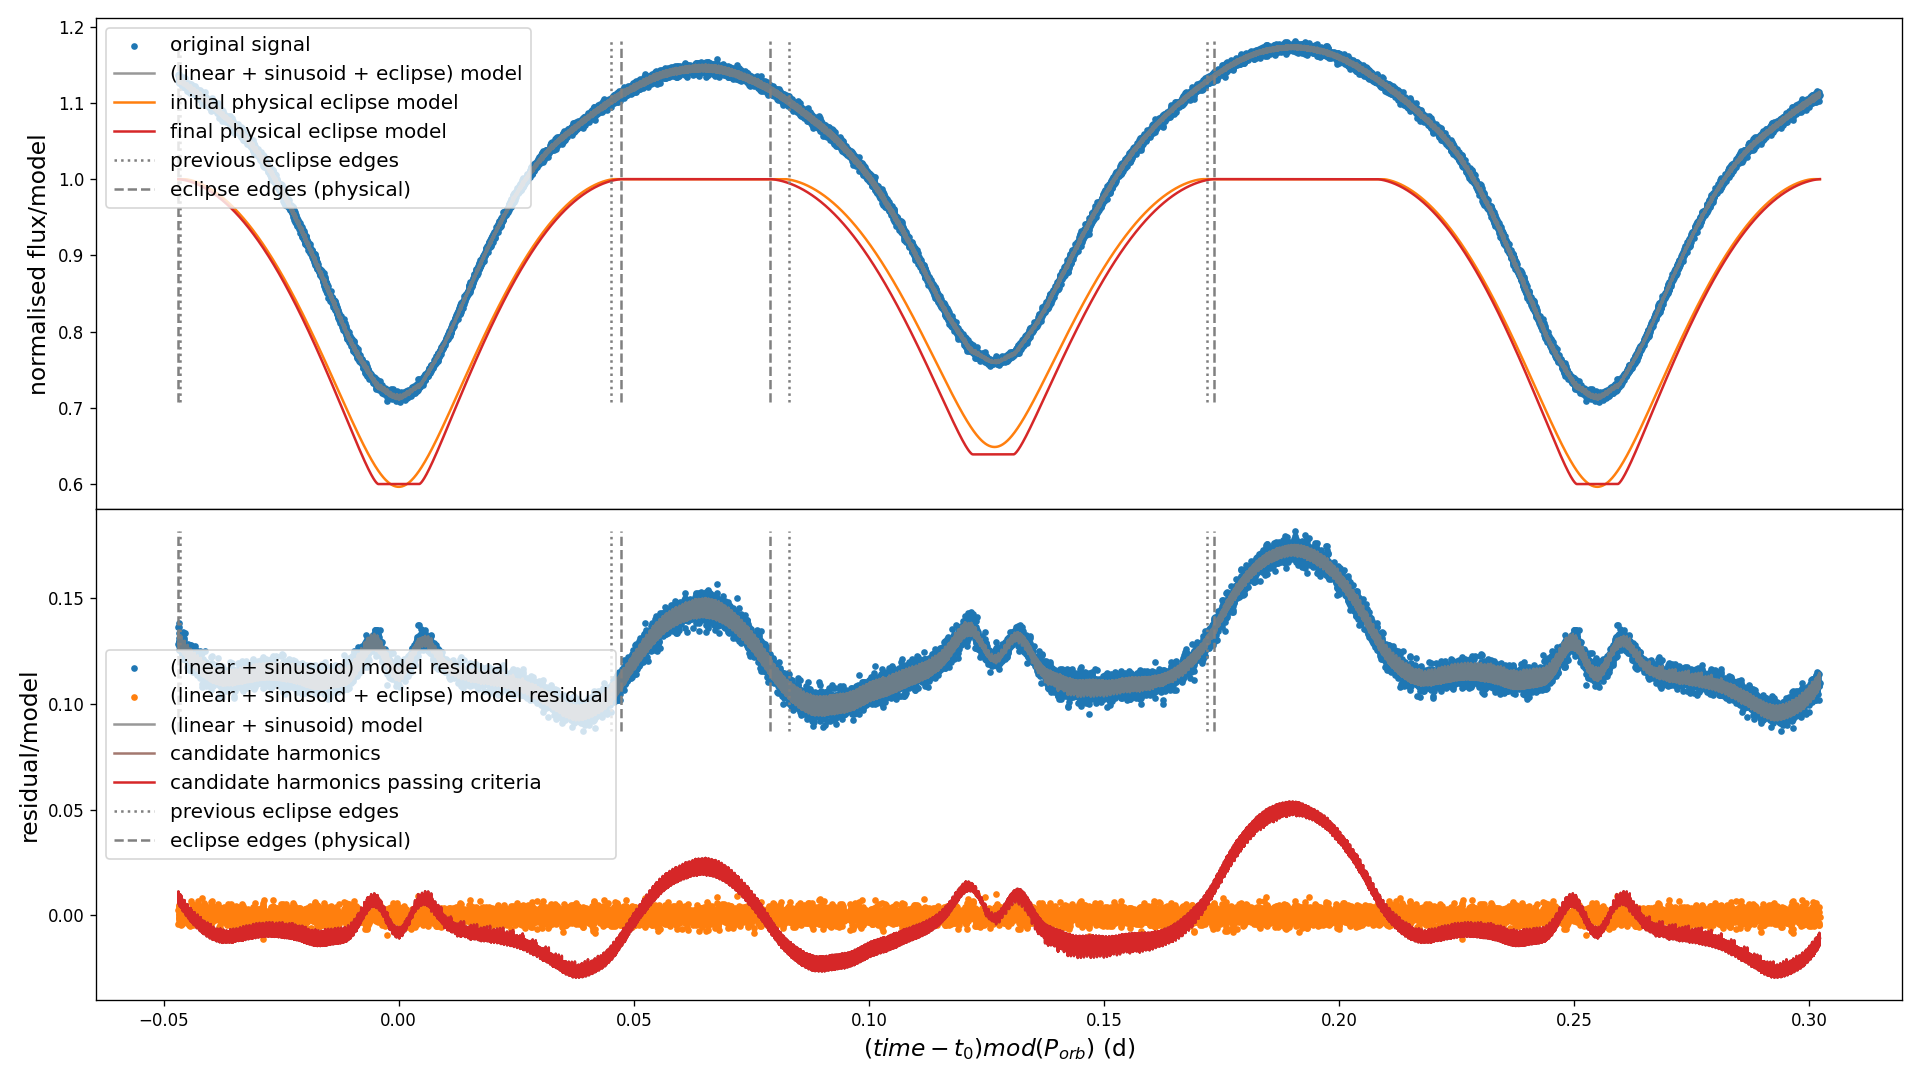 1.2
1.1
1.0
0.9
0.8
0.7
0.6
normalised flux/model
original signal
(linear + sinusoid + eclipse) model
initial physical eclipse model
final physical eclipse model
previous eclipse edges
eclipse edges (physical)
0.15
0.10
0.05
0.00
residual/model
(linear + sinusoid) model residual
(linear + sinusoid + eclipse) model residual
(linear + sinusoid) model
candidate harmonics
candidate harmonics passing criteria
previous eclipse edges
eclipse edges (physical)
−0.05 0.00 0.05 0.10 0.15 0.20 0.25 0.30
(time − t₀)mod(Pₒᵣb) (d)